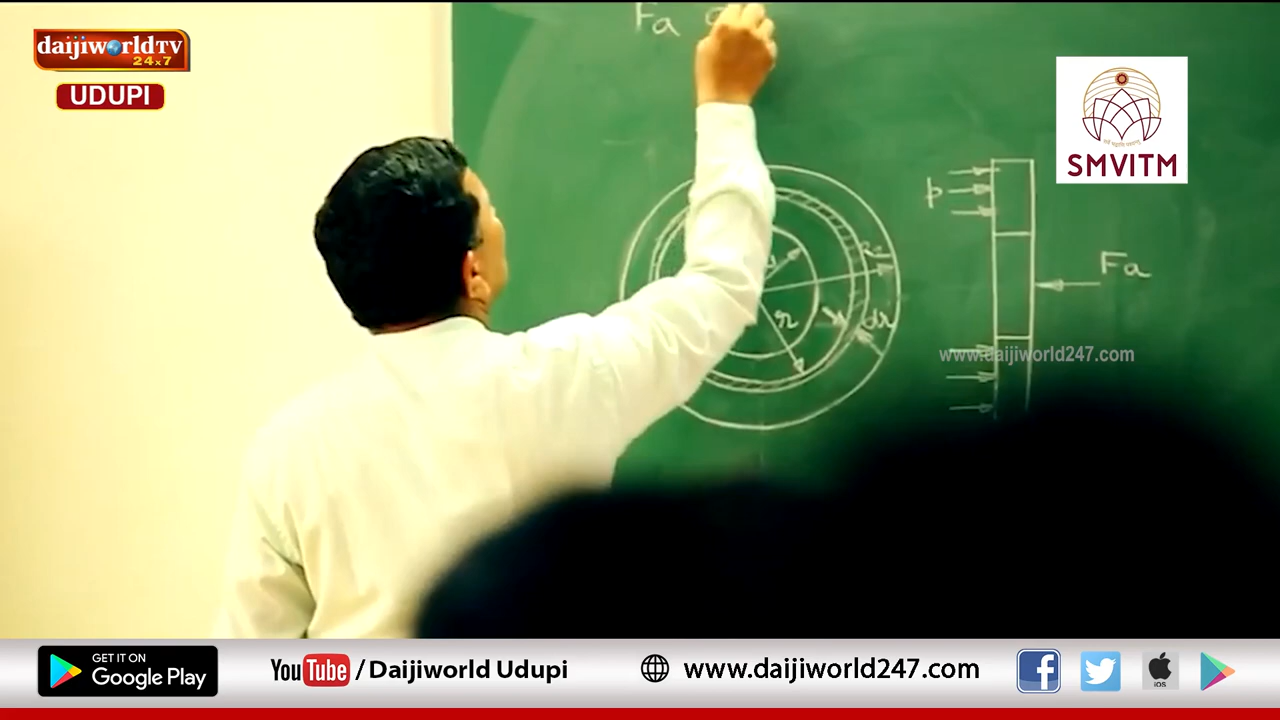 daijiworldTV
24x7
UDUPI
Fa
SMVITM
p
Fa
r
dr
www.daijiworld247.com
GET IT ON
Google Play
YouTube / Daijiworld Udupi
www.daijiworld247.com
iOS